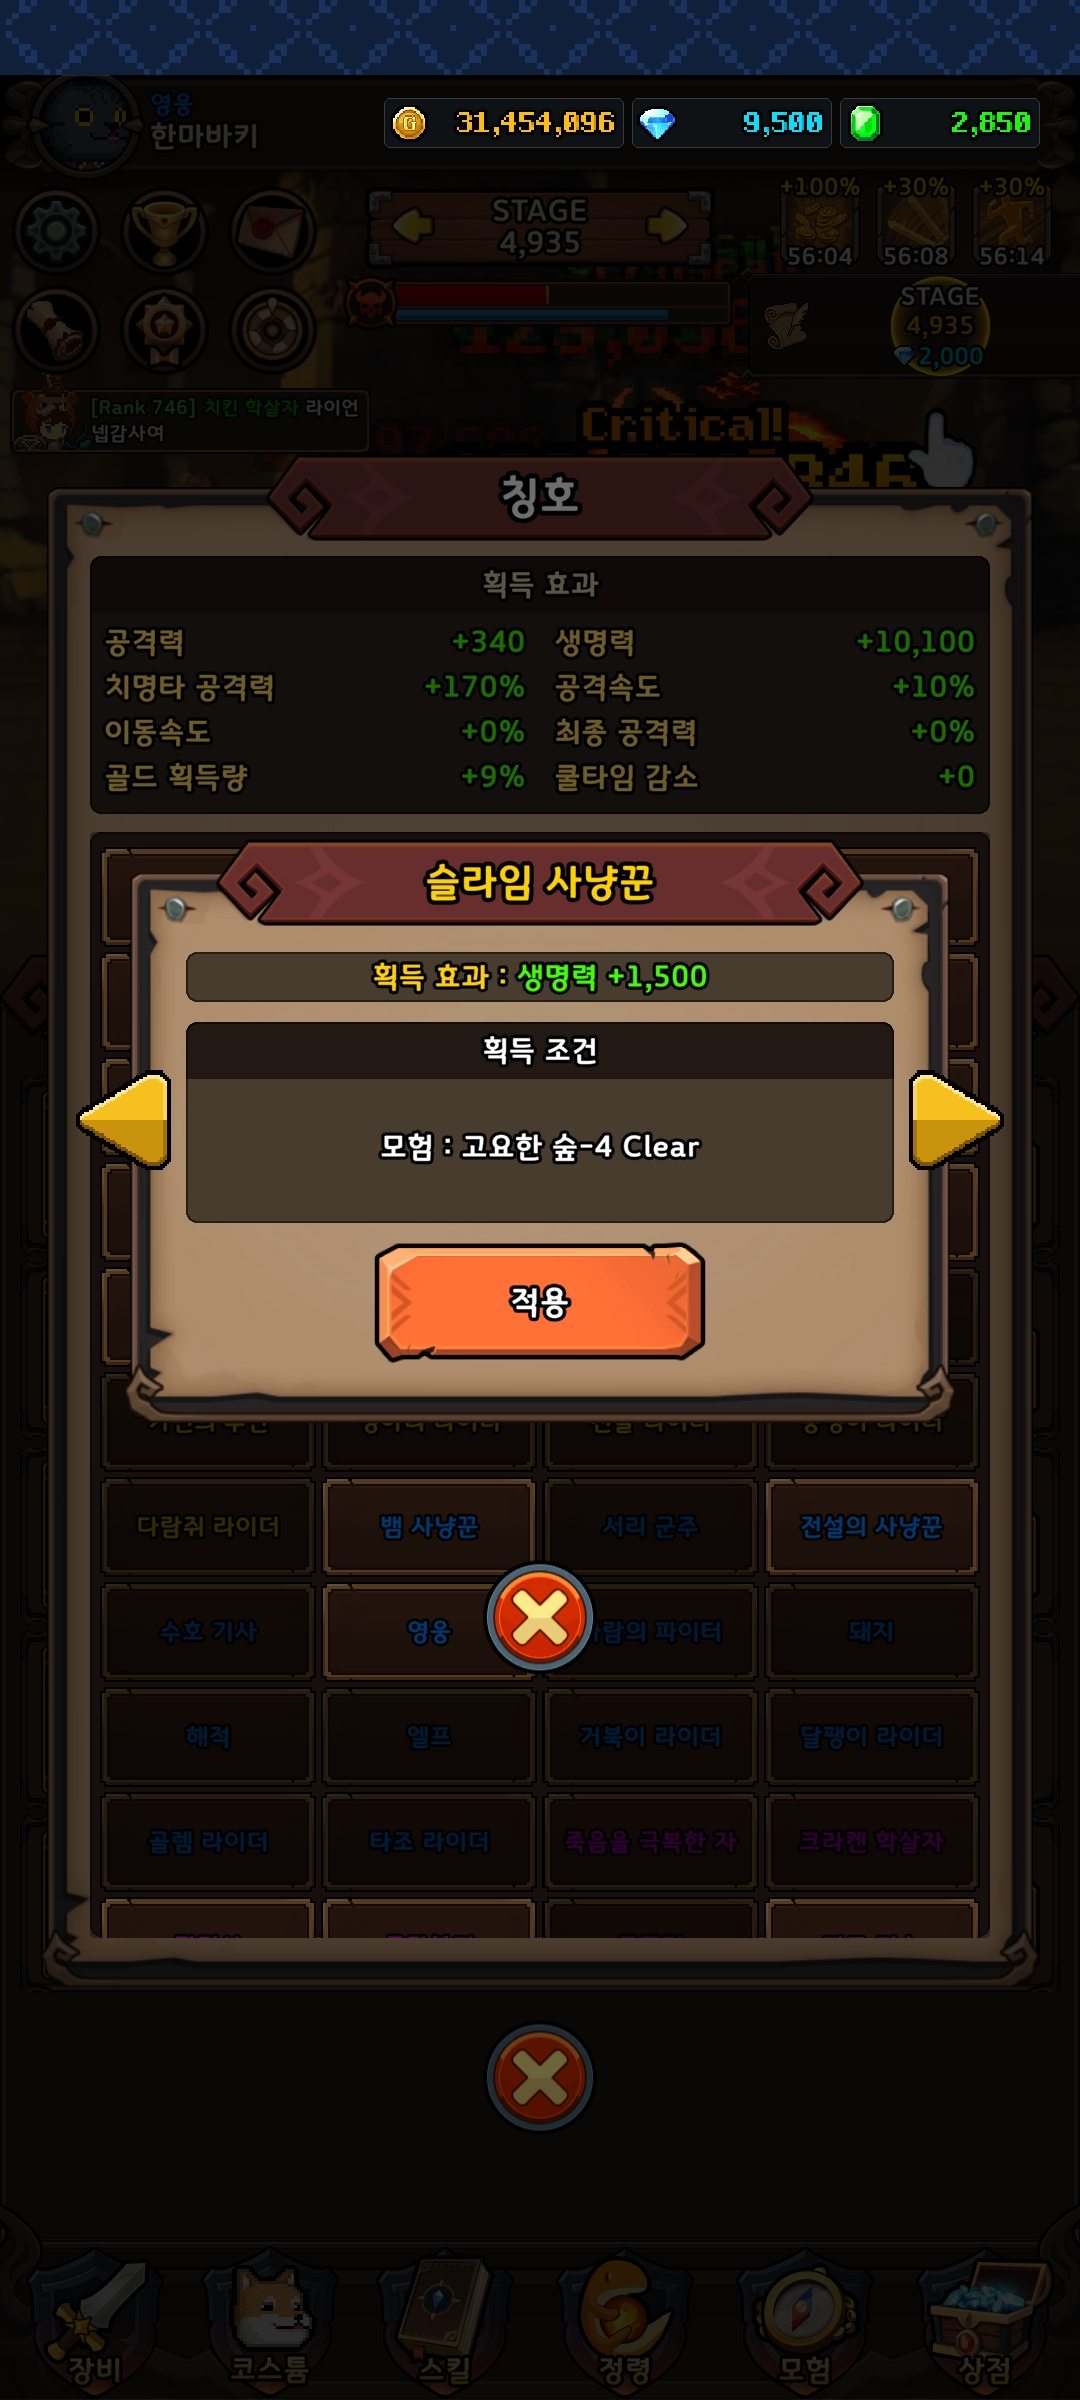 영웅
한마바키
31,454,096
9,500
2,850
STAGE
4,935
+100%
+30%
+30%
56:04
56:08
56:14
STAGE
4,935
2,000
[Rank 746] 치킨 학살자 라이언
넵감사여
Critical!
칭호
획득 효과
공격력 +340 생명력 +10,100
치명타 공격력 +170% 공격속도 +10%
이동속도 +0% 최종 공격력 +0%
골드 획득량 +9% 쿨타임 감소 +0
슬라임 사냥꾼
획득 효과 : 생명력 +1,500
획득 조건
모험 : 고요한 숲-4 Clear
적용
다람쥐 라이더 뱀 사냥꾼 서리 군주 전설의 사냥꾼
수호 기사 영웅 파이터 돼지
해적 엘프 거북이 라이더 달팽이 라이더
골렘 라이더 타조 라이더 죽음을 극복한 자 크라켄 학살자
장비 코스튬 스킬 정령 모험 상점